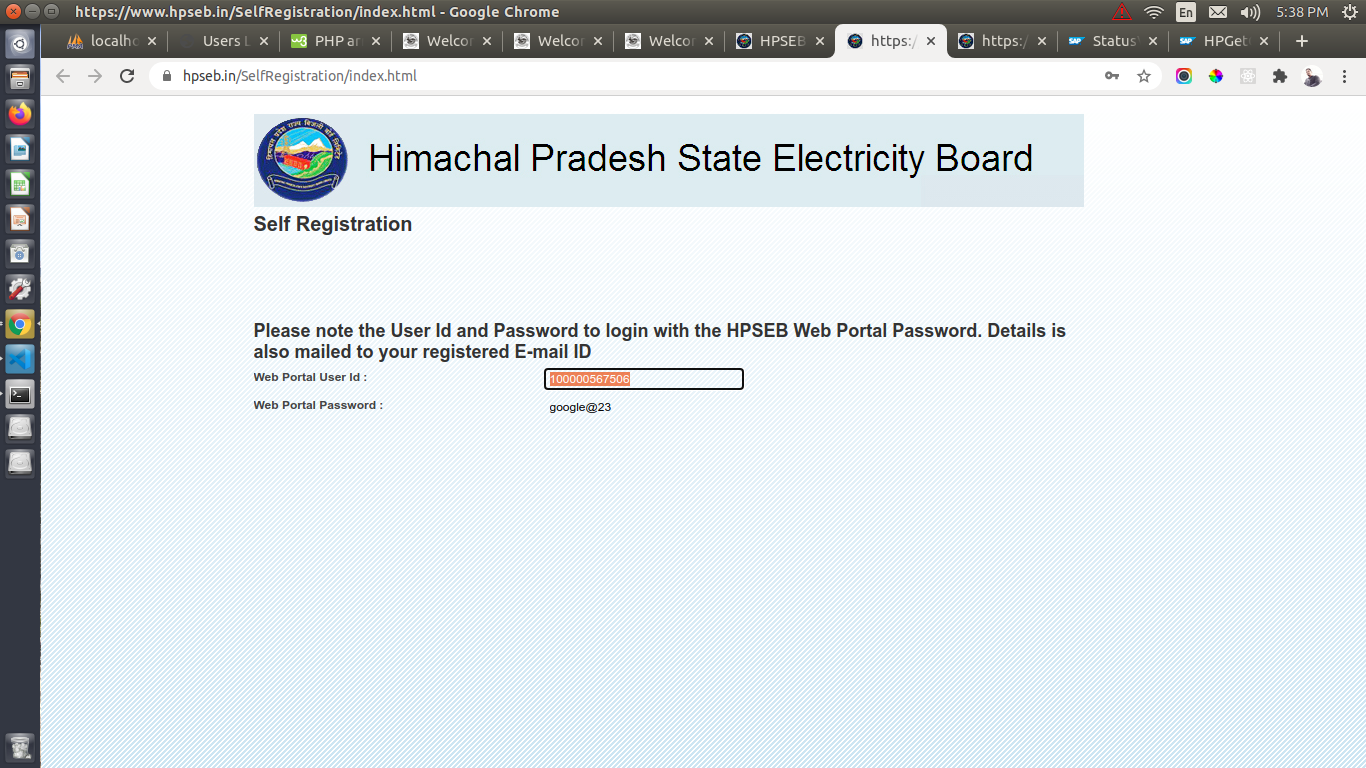 https://www.hpseb.in/SelfRegistration/index.html - Google Chrome
En
5:38 PM
localho
Users L
PHP ar
Welcor
Welcor
Welcor
HPSEB
https:/
https:/
SAP
Status
SAP
HPGet
hpseb.in/SelfRegistration/index.html
Himachal Pradesh State Electricity Board
Self Registration
Please note the User Id and Password to login with the HPSEB Web Portal Password. Details is
also mailed to your registered E-mail ID
Web Portal User Id :
100000567506
Web Portal Password :
google@23